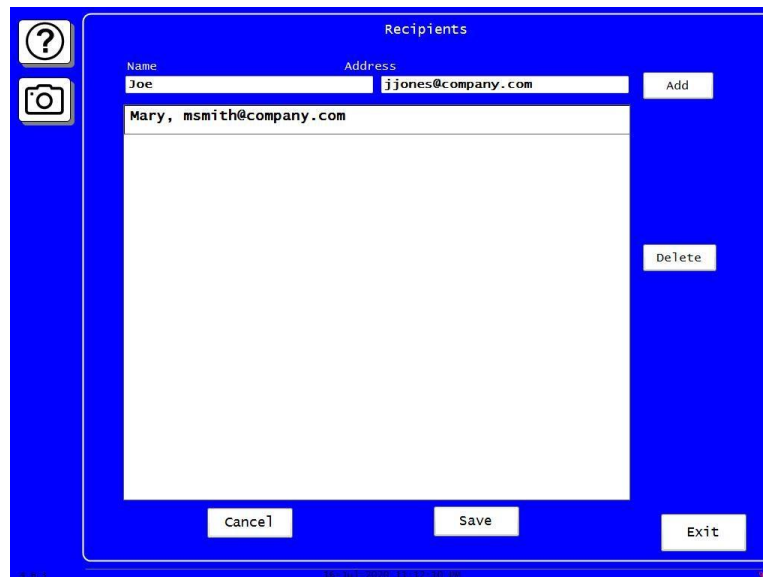 ?
Recipients
Name Address
Joe jjones@company.com Add
Mary, msmith@company.com
Delete
Cancel Save
Exit